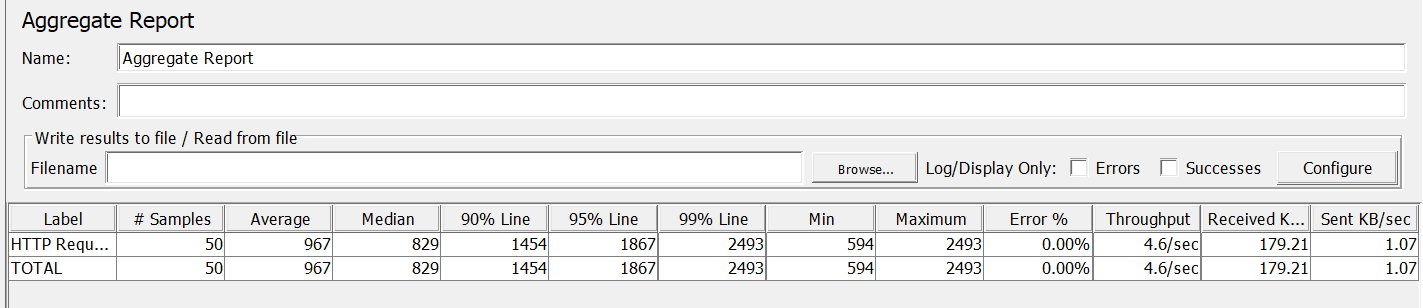 Aggregate Report
Name: Aggregate Report
Comments:
Write results to file / Read from file
Filename Browse... Log/Display Only: Errors Successes Configure
Label # Samples Average Median 90% Line 95% Line 99% Line Min Maximum Error % Throughput Received K... Sent KB/sec
HTTP Requ... 50 967 829 1454 1867 2493 594 2493 0.00% 4.6/sec 179.21 1.07
TOTAL 50 967 829 1454 1867 2493 594 2493 0.00% 4.6/sec 179.21 1.07